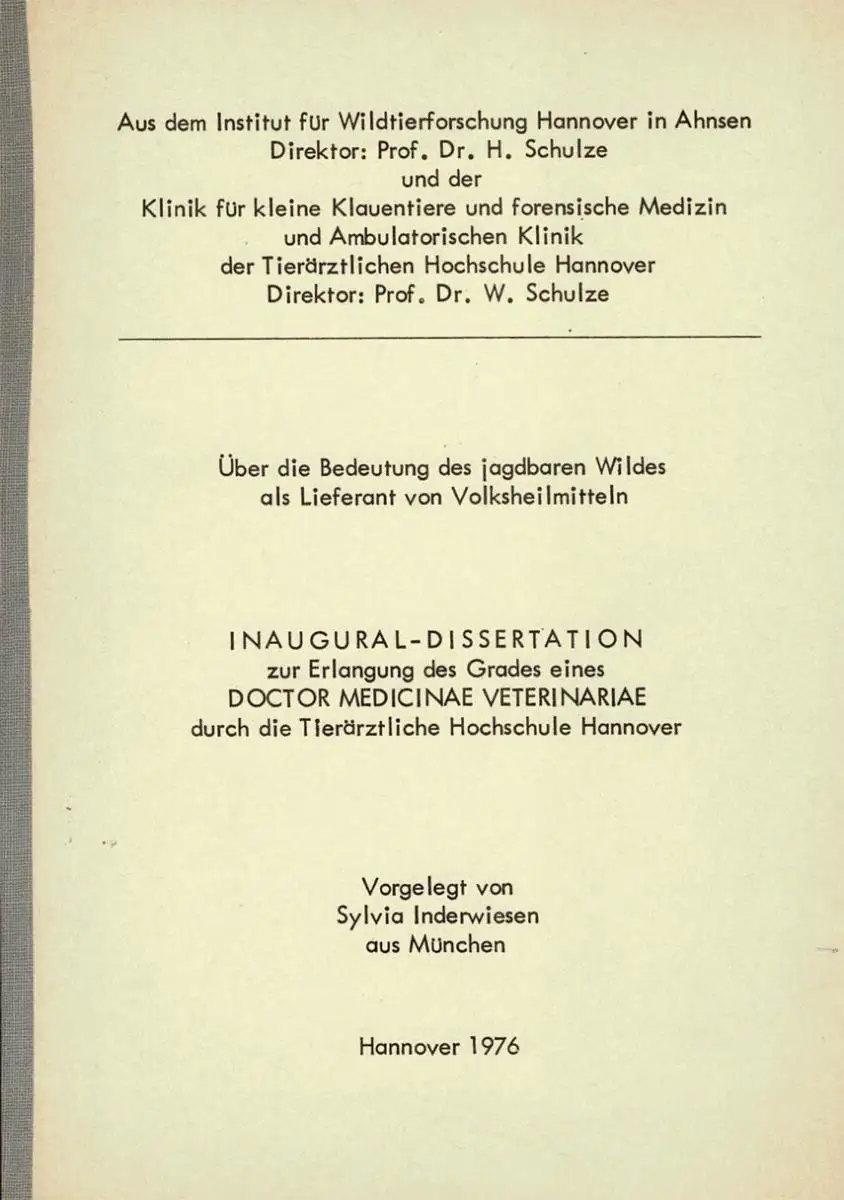 Aus dem Institut für Wildtierforschung Hannover in Ahnsen
Direktor: Prof. Dr. H. Schulze
und der
Klinik für kleine Klauentiere und forensische Medizin
und Ambulatorischen Klinik
der Tierärztlichen Hochschule Hannover
Direktor: Prof. Dr. W. Schulze
Über die Bedeutung des jagdbaren Wildes
als Lieferant von Volksheilmitteln
INAUGURAL-DISSERTATION
zur Erlangung des Grades eines
DOCTOR MEDICINAE VETERINARIAE
durch die Tierärztliche Hochschule Hannover
Vorgelegt von
Sylvia Inderwiesen
aus München
Hannover 1976